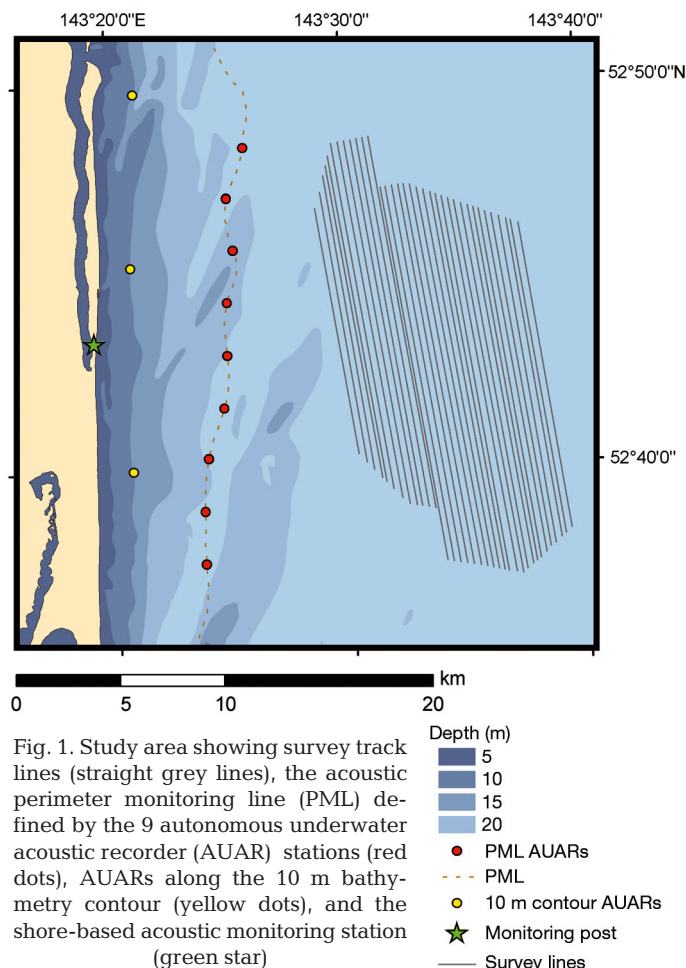 143°20'0"E 143°30'0" 143°40'0"
52°50'0"N
52°40'0"
km
0 5 10 20
Fig. 1. Study area showing survey track
lines (straight grey lines), the acoustic
perimeter monitoring line (PML) de-
fined by the 9 autonomous underwater
acoustic recorder (AUAR) stations (red
dots), AUARs along the 10 m bathy-
metry contour (yellow dots), and the
shore-based acoustic monitoring station
(green star)
Depth (m)
5
10
15
20
PML AUARs
PML
10 m contour AUARs
Monitoring post
Survey lines